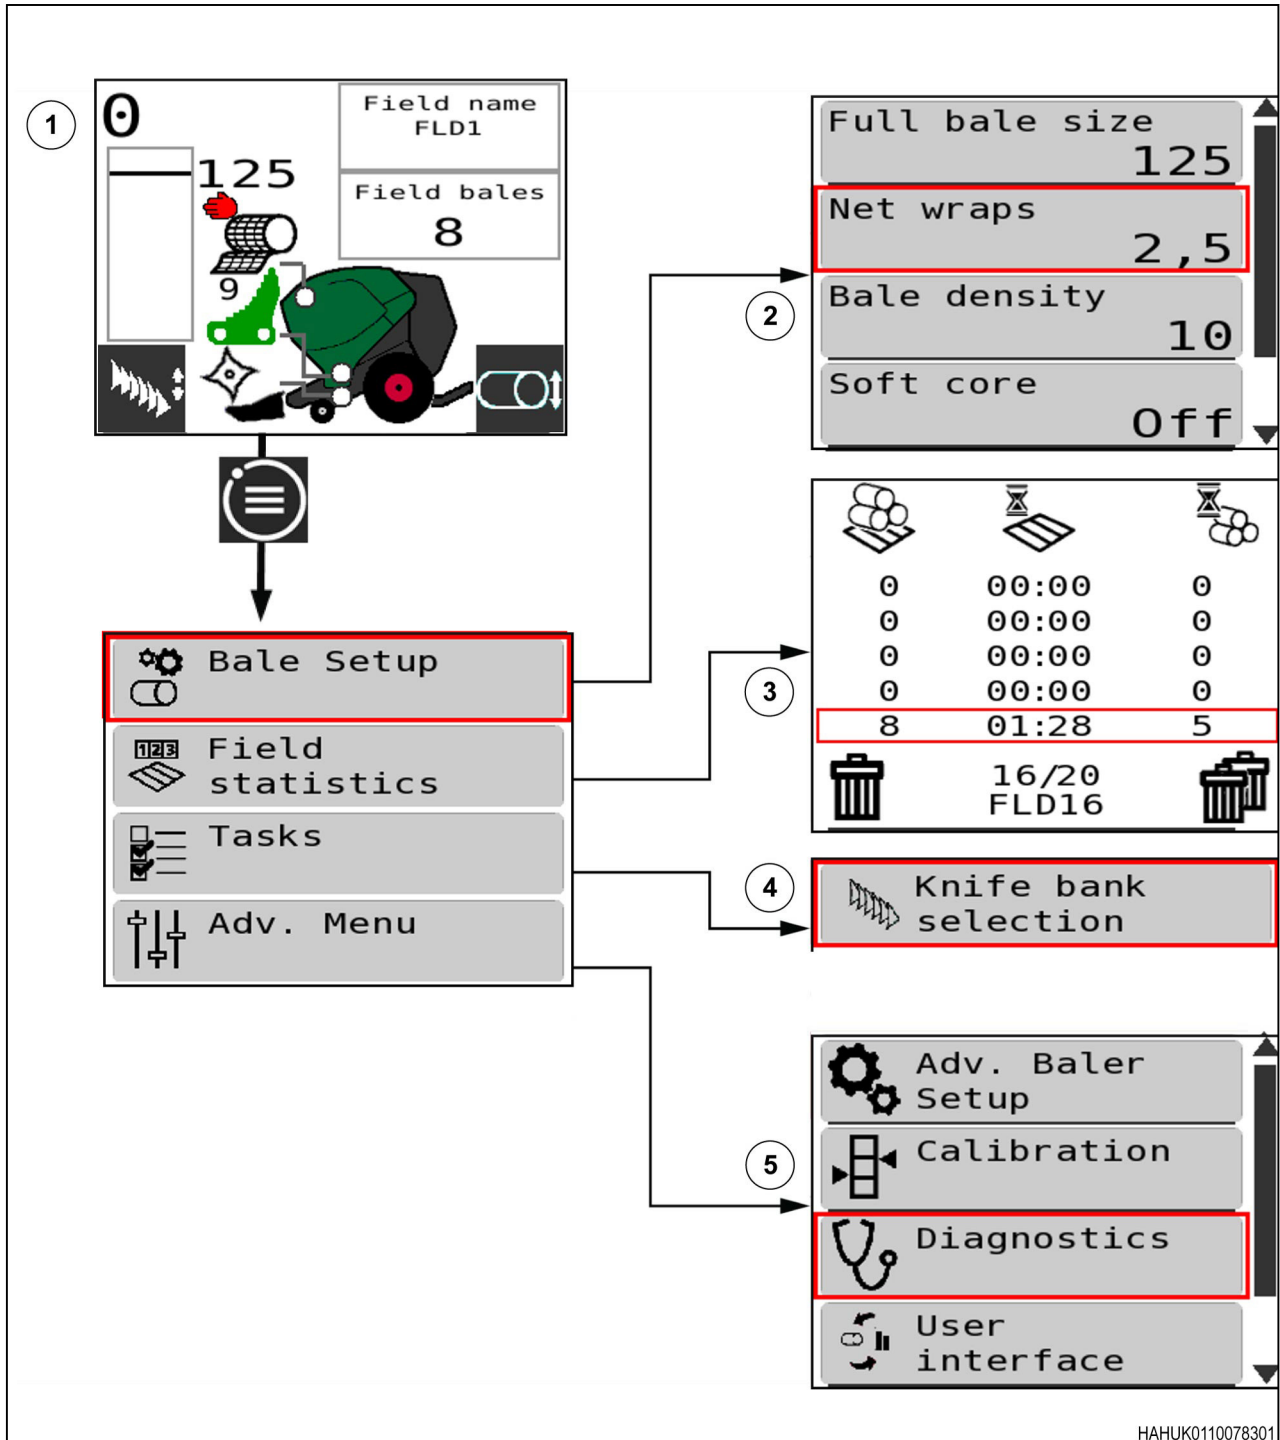 1
0
Field name
FLD1
125
Field bales
8
9
Bale Setup
123
Field
statistics
Tasks
Adv. Menu
2
Full bale size
125
Net wraps
2,5
Bale density
10
Soft core
Off
3
0 00:00 0
0 00:00 0
0 00:00 0
0 00:00 0
8 01:28 5
16/20
FLD16
4
Knife bank
selection
5
Adv. Baler
Setup
Calibration
Diagnostics
User
interface
HAHUK0110078301